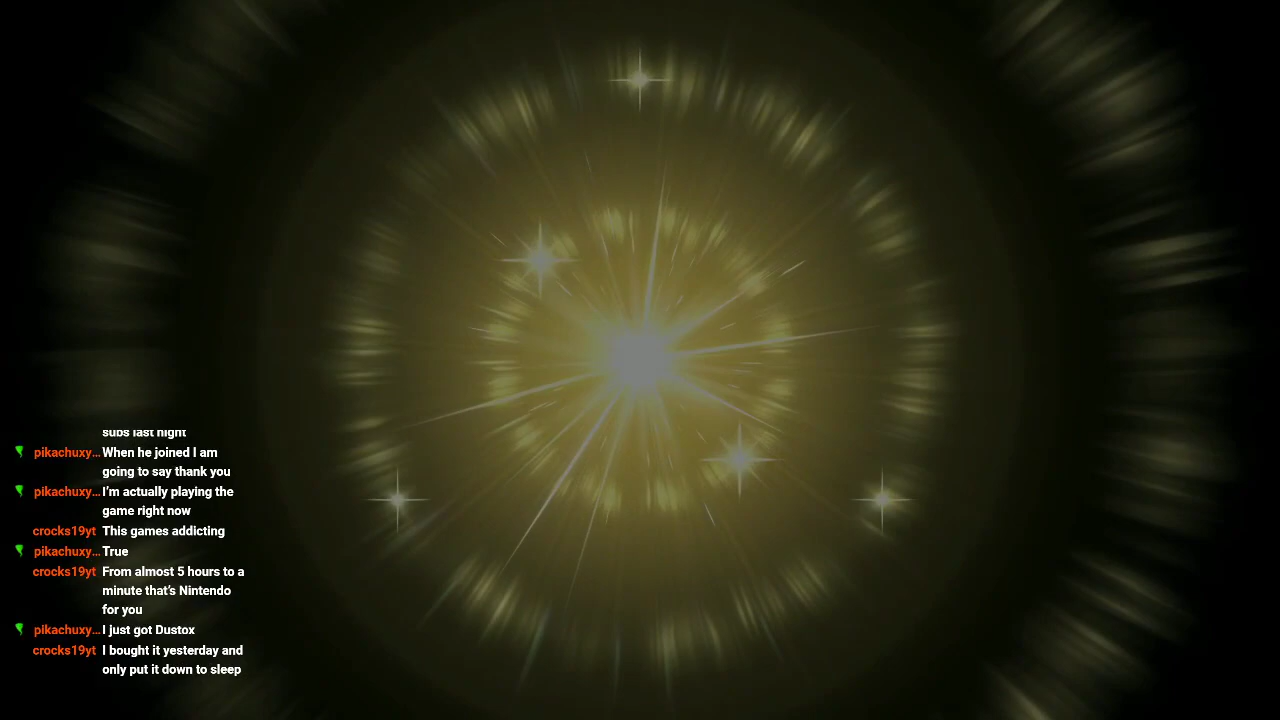 subs last night
pikachuxy... When he joined I am
going to say thank you
pikachuxy... I'm actually playing the
game right now
crocks19yt This games addicting
pikachuxy... True
crocks19yt From almost 5 hours to a
minute that's Nintendo
for you
pikachuxy... I just got Dustox
crocks19yt I bought it yesterday and
only put it down to sleep